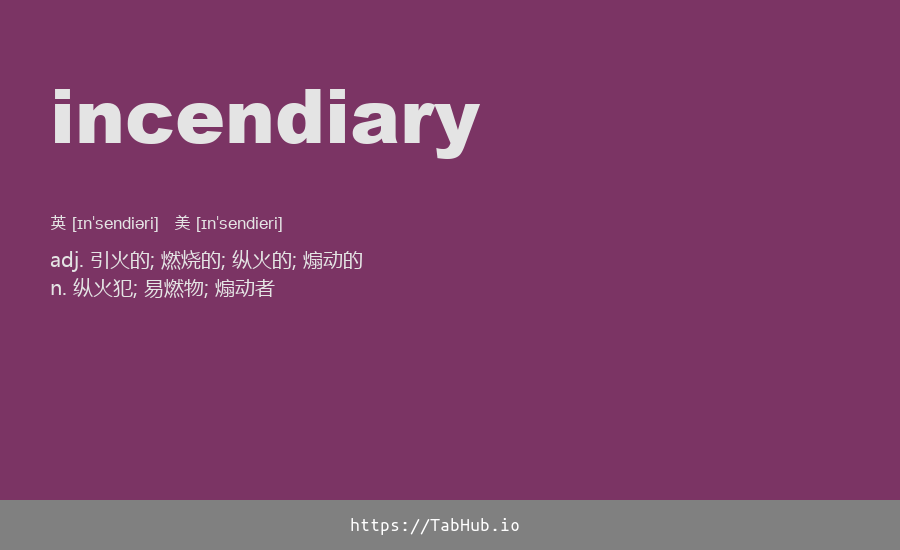 incendiary
英 [ɪnˈsendiəri] 美 [ɪnˈsendieri]
adj. 引火的; 燃烧的; 纵火的; 煽动的
n. 纵火犯; 易燃物; 煽动者
https://TabHub.io